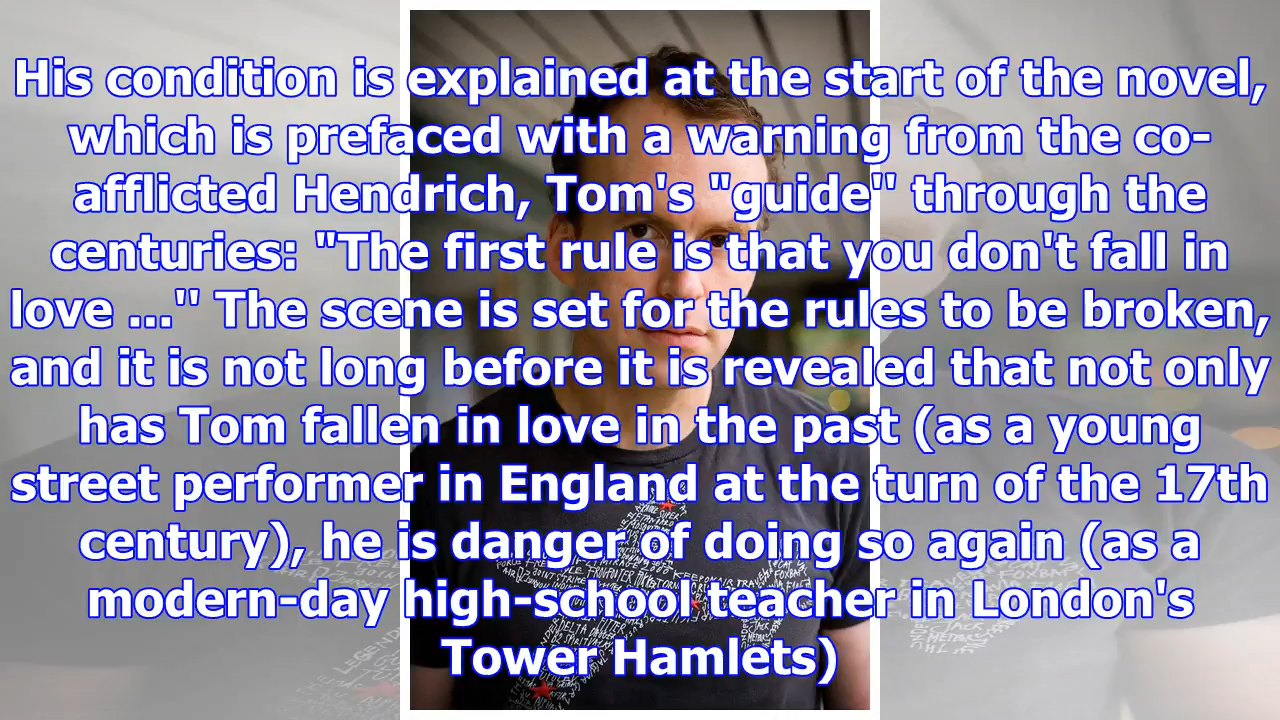 His condition is explained at the start of the novel,
which is prefaced with a warning from the co-
afflicted Hendrich, Tom's "guide'' through the
centuries: "The first rule is that you don't fall in
love ...'' The scene is set for the rules to be broken,
and it is not long before it is revealed that not only
has Tom fallen in love in the past (as a young
street performer in England at the turn of the 17th
century), he is danger of doing so again (as a
modern-day high-school teacher in London's
Tower Hamlets)